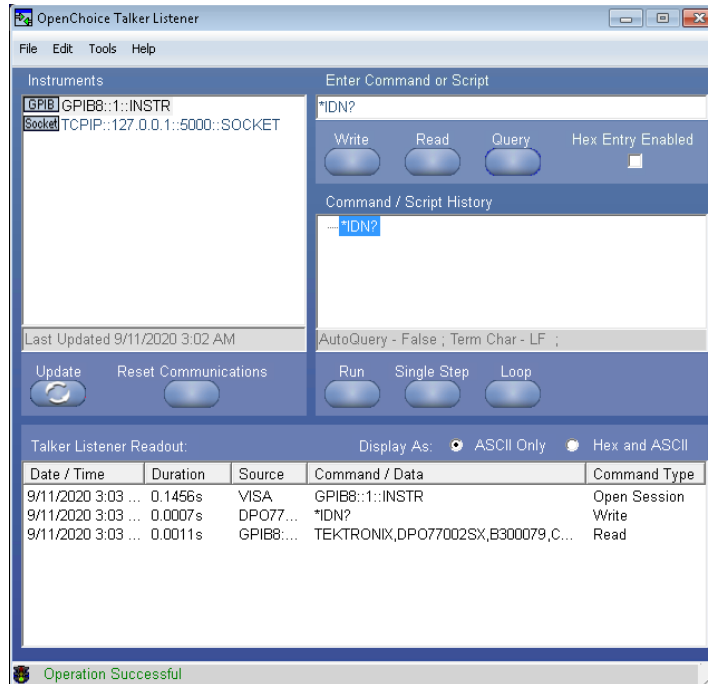 OpenChoice Talker Listener
File Edit Tools Help
Instruments
GPIB GPIB8::1::INSTR
Socket TCPIP::127.0.0.1::5000::SOCKET
Last Updated 9/11/2020 3:02 AM
Update Reset Communications
Enter Command or Script
*IDN?
Write Read Query Hex Entry Enabled
Command / Script History
*IDN?
AutoQuery - False ; Term Char - LF ;
Run Single Step Loop
Talker Listener Readout: Display As: ASCII Only Hex and ASCII
Date / Time Duration Source Command / Data Command Type
9/11/2020 3:03 ... 0.1456s VISA GPIB8::1::INSTR Open Session
9/11/2020 3:03 ... 0.0007s DPO77... *IDN? Write
9/11/2020 3:03 ... 0.0011s GPIB8:... TEKTRONIX,DPO77002SX,B300079,C... Read
Operation Successful